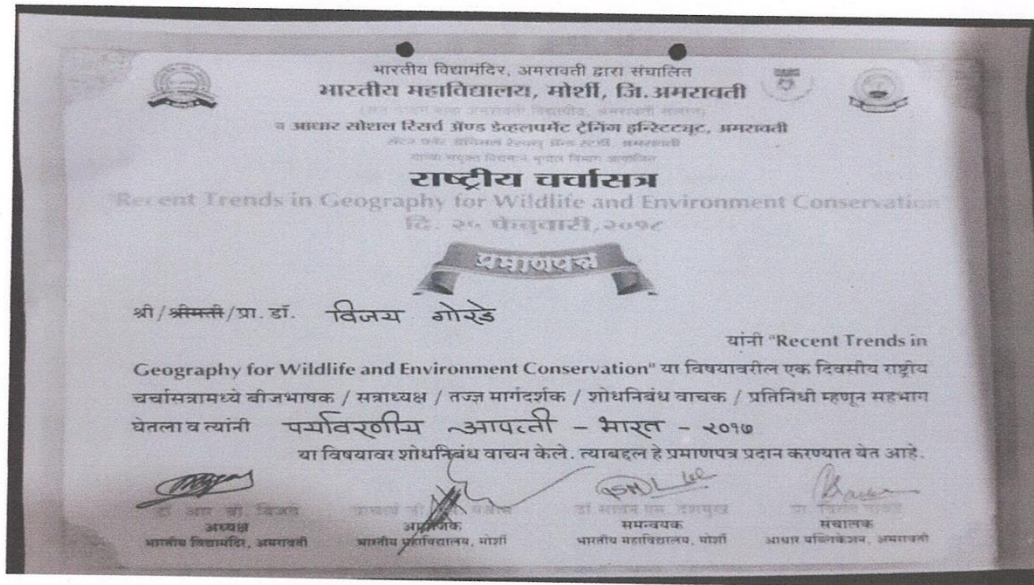 भारतीय विद्यामंदिर, अमरावती द्वारा संचालित
भारतीय महाविद्यालय, मोर्शी, जि.अमरावती
व आधार सोशल रिसर्च ॲण्ड डेव्हलपमेंट ट्रेनिंग इन्स्टिटयुट, अमरावती
राष्ट्रीय चर्चासत्र
Recent Trends in Geography for Wildlife and Environment Conservation
दि. २५ फेब्रुवारी,२०१८
प्रमाणपत्र
श्री/श्रीमती/प्रा. डॉ. विजय गोरडे
यांनी "Recent Trends in
Geography for Wildlife and Environment Conservation" या विषयावरील एक दिवसीय राष्ट्रीय
चर्चासत्रामध्ये बीजभाषक / सत्राध्यक्ष / तज्ज्ञ मार्गदर्शक / शोधनिबंध वाचक / प्रतिनिधी म्हणून सहभाग
घेतला व त्यांनी पर्यावरणीय आपत्ती - भारत - २०१७
या विषयावर शोधनिबंध वाचन केले. त्याबद्दल हे प्रमाणपत्र प्रदान करण्यात येत आहे.
अध्यक्ष आयोजक समन्वयक संचालक
भारतीय विद्यामंदिर, अमरावती भारतीय महाविद्यालय, मोर्शी भारतीय महाविद्यालय, मोर्शी आधार पब्लिकेशन, अमरावती